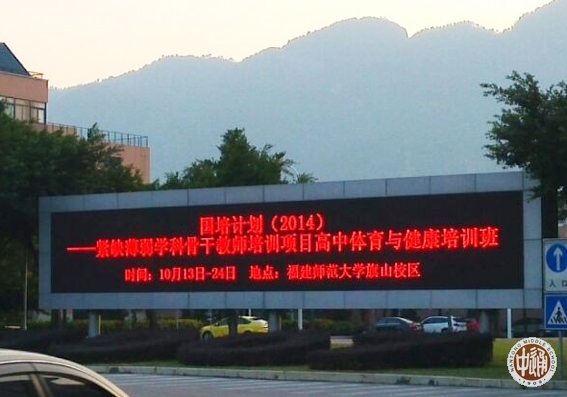 国培计划（2014）
——紧缺薄弱学科骨干教师培训项目高中体育与健康培训班
时间：10月13日-24日 地点：福建师范大学旗山校区
入口